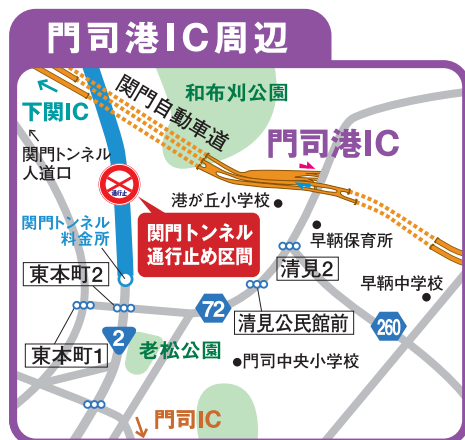 門司港IC周辺
下関IC
関門自動車道
和布刈公園
門司港IC
関門トンネル
人道口
通行止
港が丘小学校
関門トンネル
料金所
関門トンネル
通行止め区間
早鞆保育所
清見2
早鞆中学校
東本町2
72
清見公民館前
260
2
東本町1
老松公園
門司中央小学校
門司IC